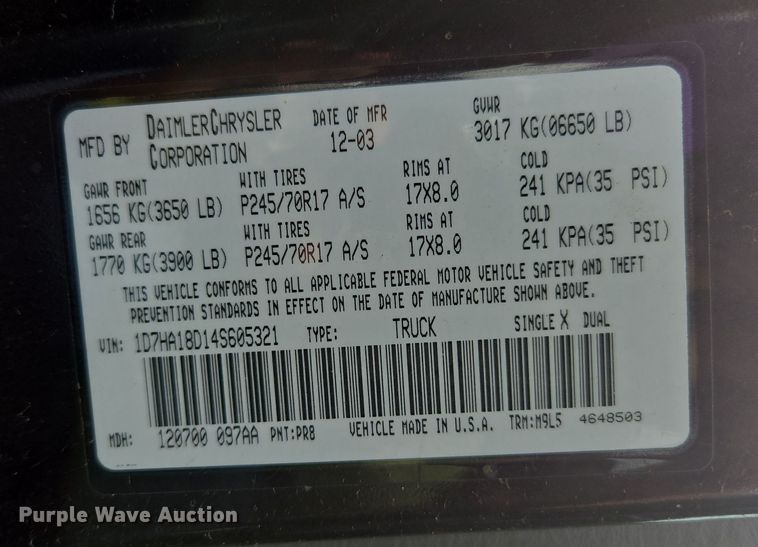 MFD BY DAIMLERCHRYSLER CORPORATION
DATE OF MFR 12-03
GVWR 3017 KG(06650 LB)
GAWR FRONT WITH TIRES RIMS AT COLD
1656 KG(3650 LB) P245/70R17 A/S 17X8.0 241 KPA(35 PSI)
GAWR REAR WITH TIRES RIMS AT COLD
1770 KG(3900 LB) P245/70R17 A/S 17X8.0 241 KPA(35 PSI)
THIS VEHICLE CONFORMS TO ALL APPLICABLE FEDERAL MOTOR VEHICLE SAFETY AND THEFT
PREVENTION STANDARDS IN EFFECT ON THE DATE OF MANUFACTURE SHOWN ABOVE.
VIN: 1D7HA18D14S605321 TYPE: TRUCK SINGLE X DUAL
MDH: 120700 097AA PNT:PR8 VEHICLE MADE IN U.S.A. TRM:M9L5 4648503
Purple Wave Auction